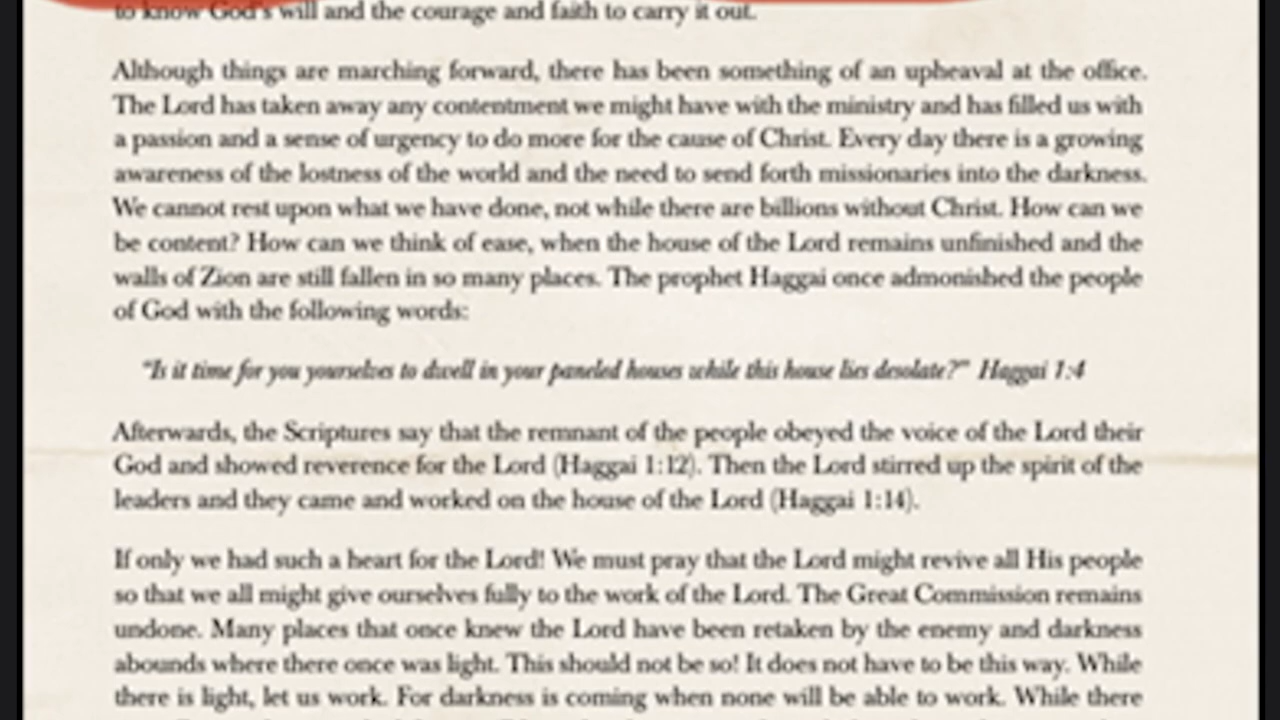 to know God's will and the courage and faith to carry it out.
Although things are marching forward, there has been something of an upheaval at the office.
The Lord has taken away any contentment we might have with the ministry and has filled us with
a passion and a sense of urgency to do more for the cause of Christ. Every day there is a growing
awareness of the lostness of the world and the need to send forth missionaries into the darkness.
We cannot rest upon what we have done, not while there are billions without Christ. How can we
be content? How can we think of ease, when the house of the Lord remains unfinished and the
walls of Zion are still fallen in so many places. The prophet Haggai once admonished the people
of God with the following words:
“Is it time for you yourselves to dwell in your paneled houses while this house lies desolate?” Haggai 1:4
Afterwards, the Scriptures say that the remnant of the people obeyed the voice of the Lord their
God and showed reverence for the Lord (Haggai 1:12). Then the Lord stirred up the spirit of the
leaders and they came and worked on the house of the Lord (Haggai 1:14).
If only we had such a heart for the Lord! We must pray that the Lord might revive all His people
so that we all might give ourselves fully to the work of the Lord. The Great Commission remains
undone. Many places that once knew the Lord have been retaken by the enemy and darkness
abounds where there once was light. This should not be so! It does not have to be this way. While
there is light, let us work. For darkness is coming when none will be able to work. While there